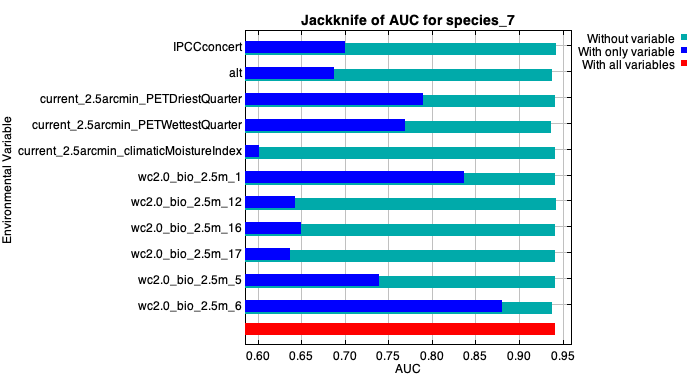 Jackknife of AUC for species_7
Without variable
With only variable
With all variables
Environmental Variable
IPCCconcert
alt
current_2.5arcmin_PETDriestQuarter
current_2.5arcmin_PETWettestQuarter
current_2.5arcmin_climaticMoistureIndex
wc2.0_bio_2.5m_1
wc2.0_bio_2.5m_12
wc2.0_bio_2.5m_16
wc2.0_bio_2.5m_17
wc2.0_bio_2.5m_5
wc2.0_bio_2.5m_6
0.60 0.65 0.70 0.75 0.80 0.85 0.90 0.95
AUC